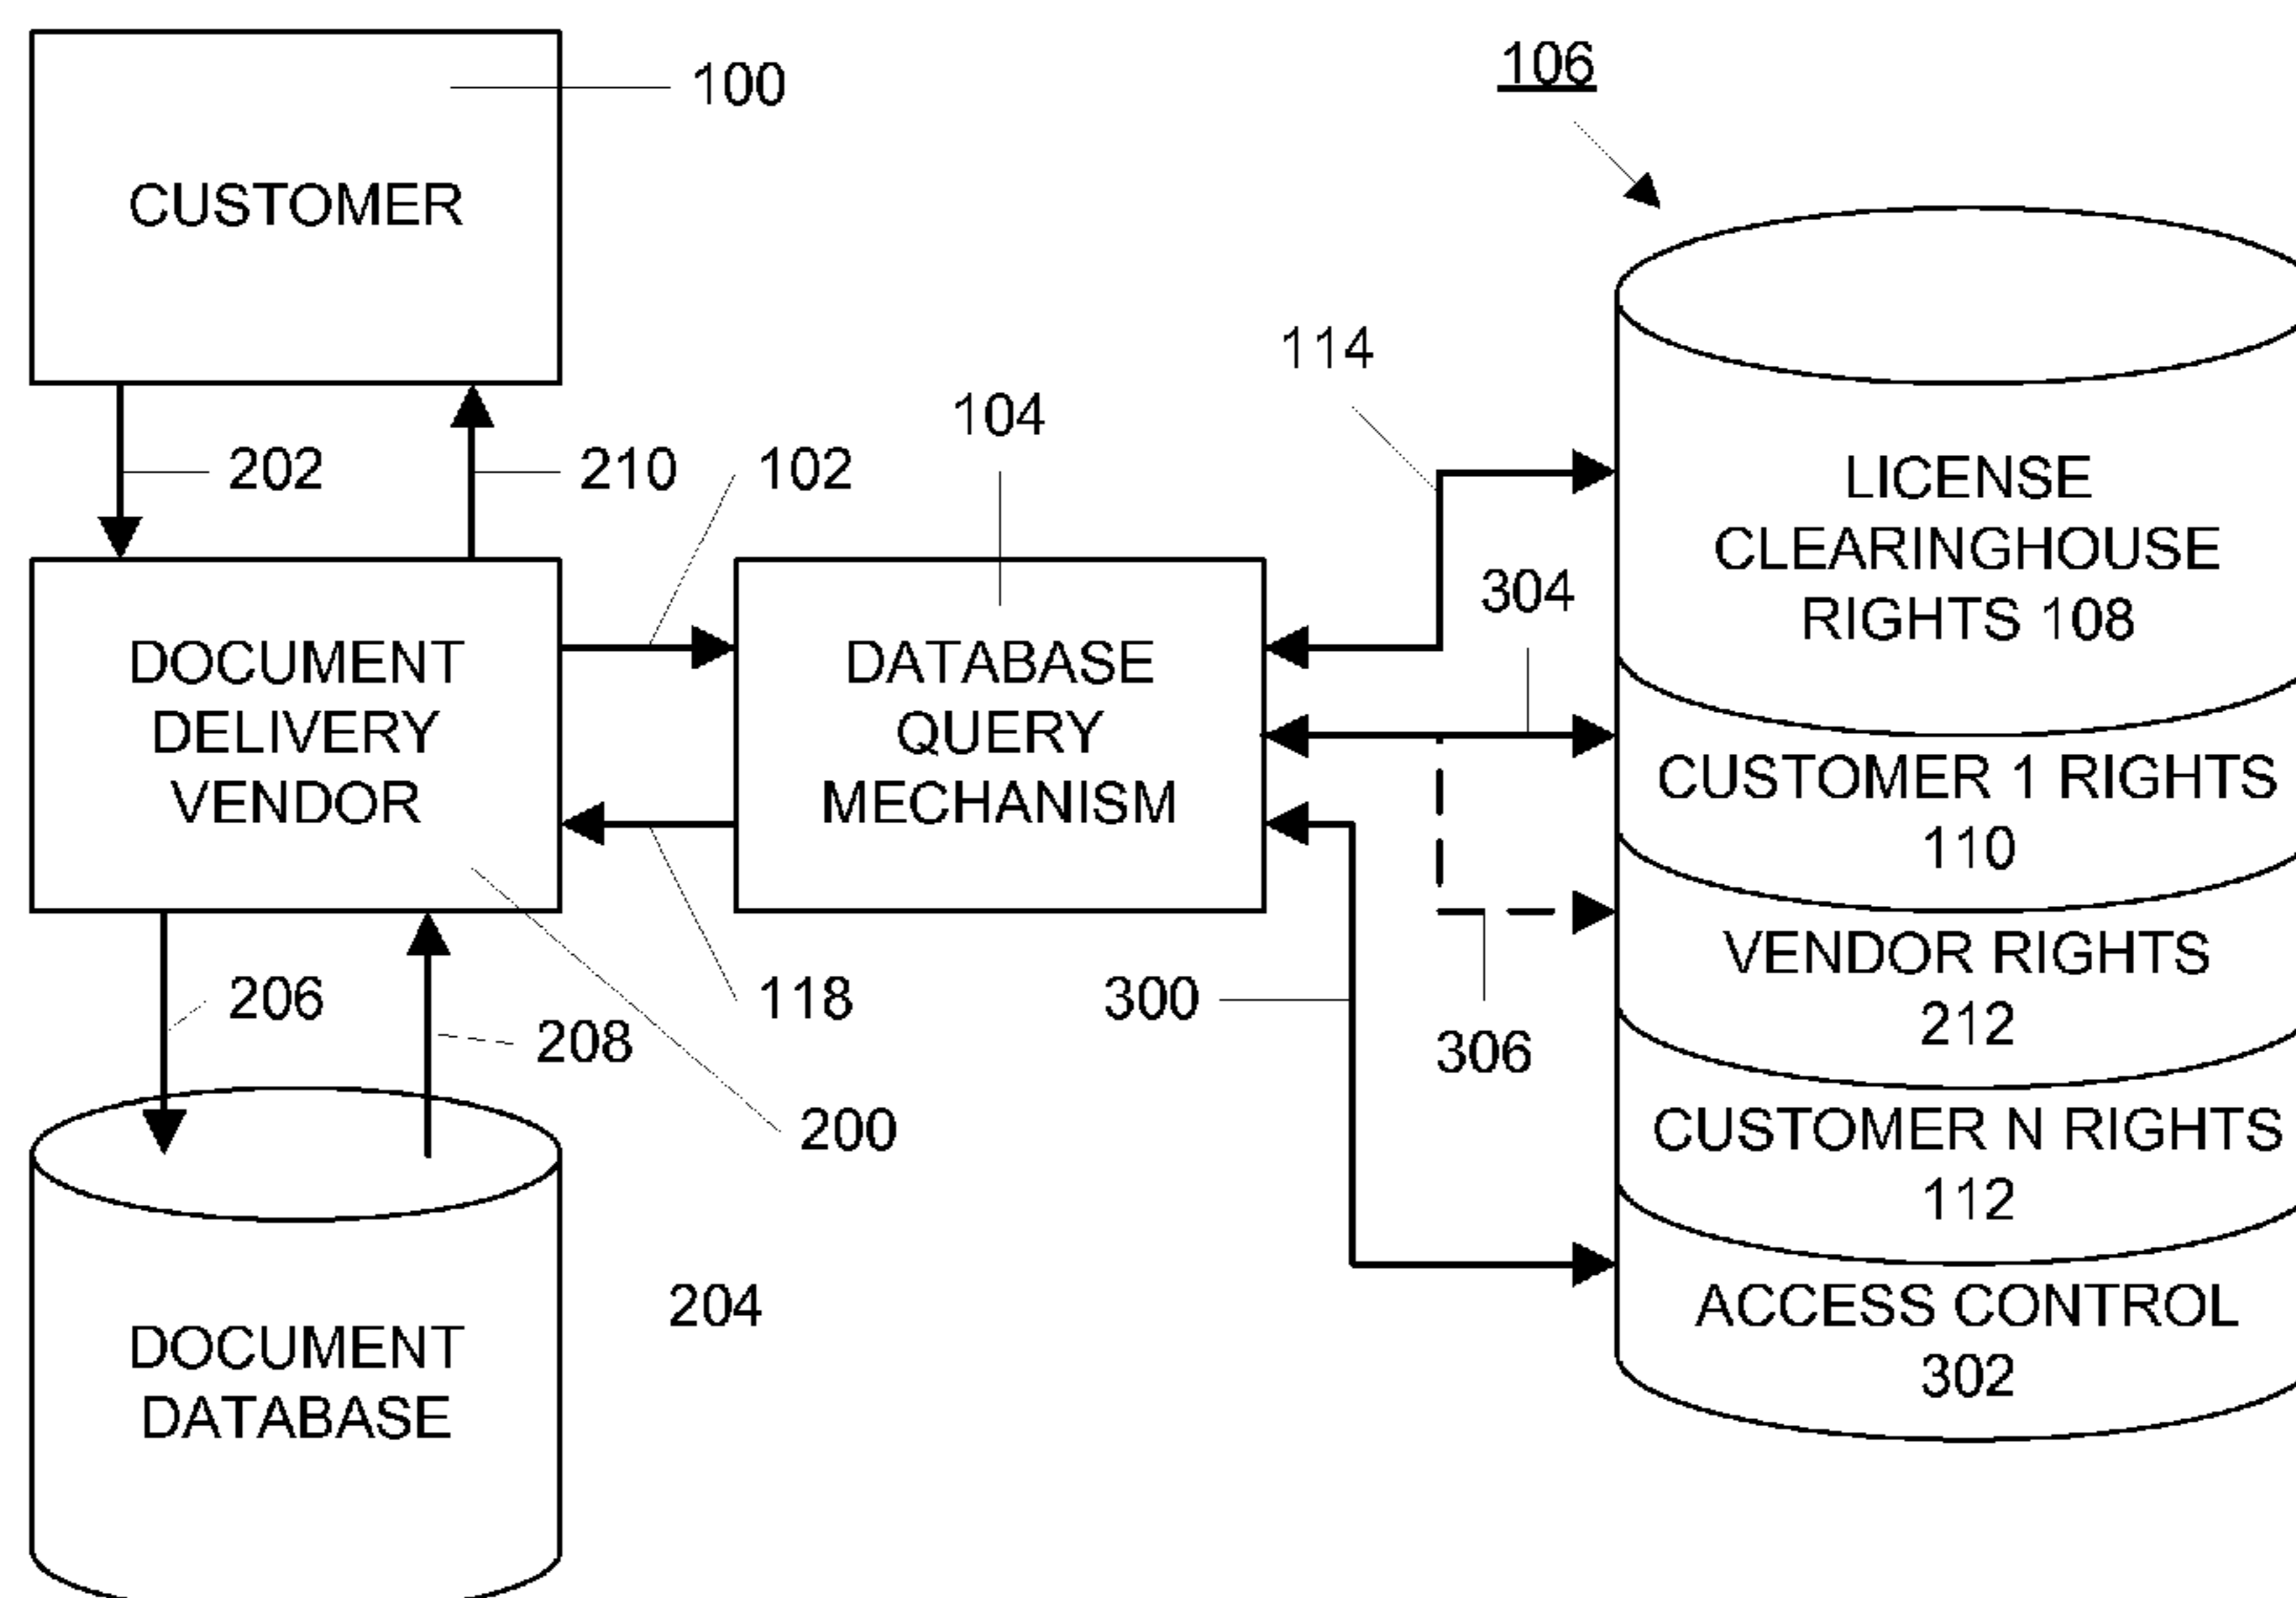 100
106
CUSTOMER
114
104
202
210
102
LICENSE
CLEARINGHOUSE
RIGHTS 108
304
DOCUMENT
DELIVERY
VENDOR
DATABASE
QUERY
MECHANISM
CUSTOMER 1 RIGHTS
110
VENDOR RIGHTS
212
206
208
118
300
306
200
CUSTOMER N RIGHTS
112
204
ACCESS CONTROL
302
DOCUMENT
DATABASE